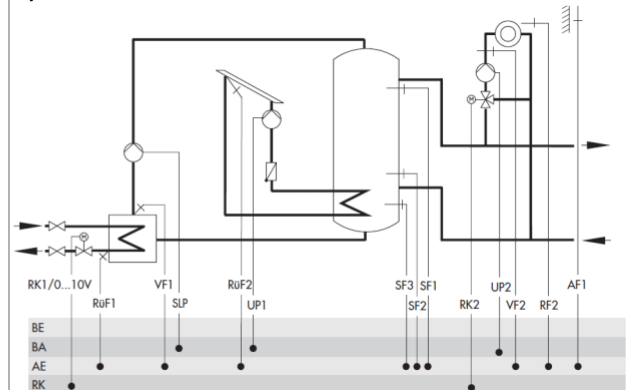 M
M
RK1/0...10V
VF1
RüF2
SF3
SF1
UP2
AF1
RüF1
SLP
UP1
SF2
RK2
VF2
RF2
BE
BA
AE
RK